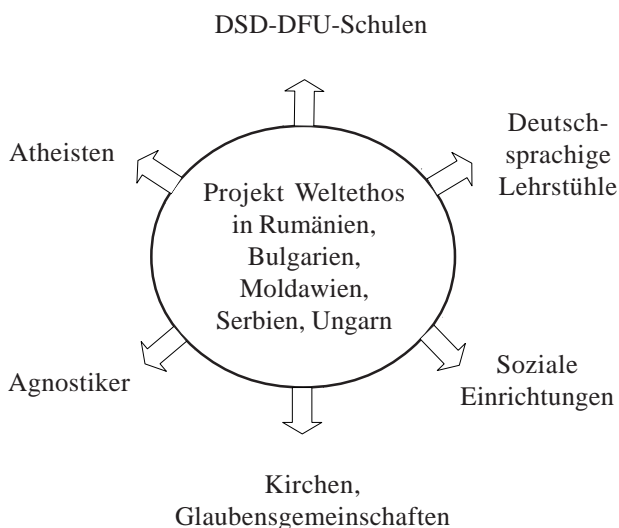 DSD-DFU-Schulen
Atheisten
Deutsch-
sprachige
Lehrstühle
Projekt Weltethos
in Rumänien,
Bulgarien,
Moldawien,
Serbien, Ungarn
Agnostiker
Soziale
Einrichtungen
Kirchen,
Glaubensgemeinschaften